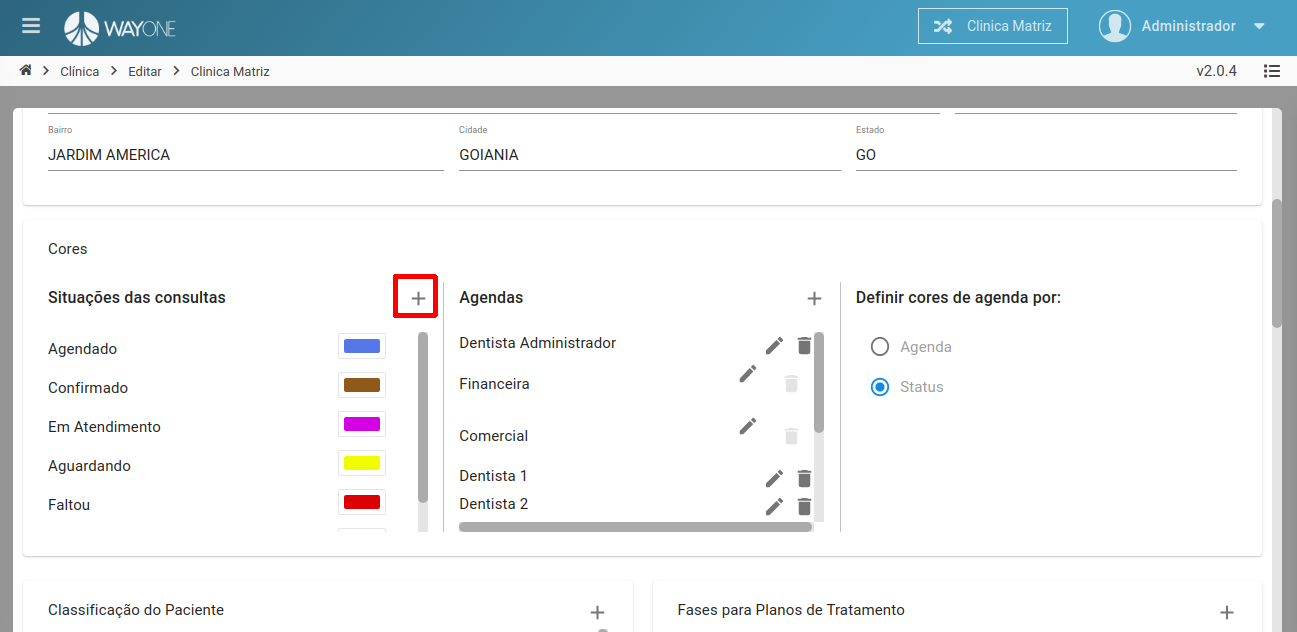 WAYONE
Clinica Matriz
Administrador
Clínica
Editar
Clinica Matriz
v2.0.4
Bairro
Cidade
Estado
JARDIM AMERICA
GOIANIA
GO
Cores
Situações das consultas
Agendado
Confirmado
Em Atendimento
Aguardando
Faltou
Agendas
Dentista Administrador
Financeira
Comercial
Dentista 1
Dentista 2
Definir cores de agenda por:
Agenda
Status
Classificação do Paciente
Fases para Planos de Tratamento